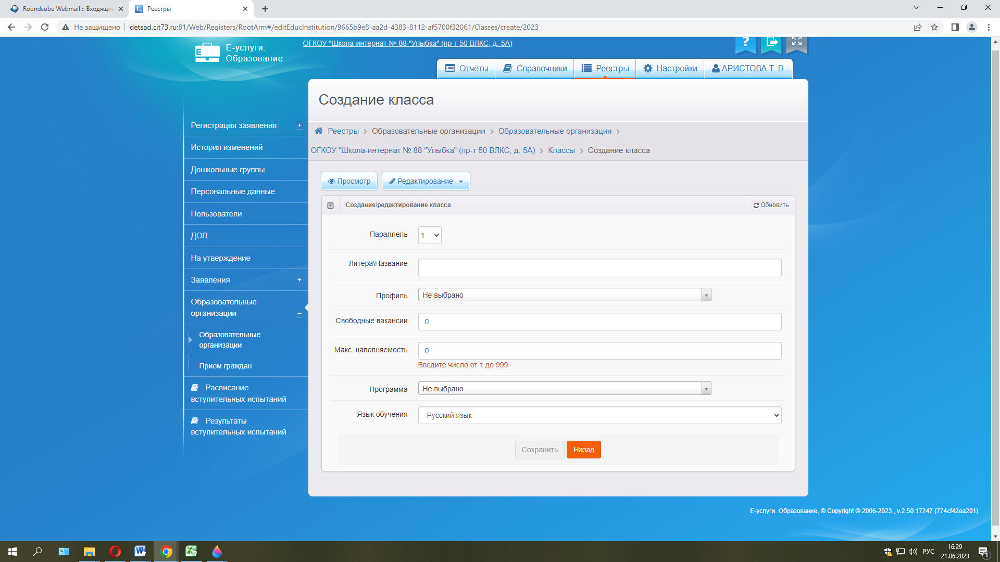 Roundcube Webmail :: Входящие
Реестры
Не защищено
detsad.cit73.ru:81/Web/Registers/RootArm#/editEducInstitution/9665b9e8-aa2d-4383-8112-af5700f32061/Classes/create/2023
Е-услуги.
Образование
ОГКОУ "Школа-интернат № 88 "Улыбка" (пр-т 50 ВЛКС, д. 5А)
?
Отчёты
Справочники
Реестры
Настройки
АРИСТОВА Т. В.
Создание класса
Реестры > Образовательные организации > Образовательные организации >
ОГКОУ "Школа-интернат № 88 "Улыбка" (пр-т 50 ВЛКС, д. 5А) > Классы > Создание класса
Регистрация заявления
История изменений
Дошкольные группы
Персональные данные
Пользователи
ДОЛ
На утверждение
Заявления
Образовательные
организации
Образовательные
организации
Прием граждан
Расписание
вступительных испытаний
Результаты
вступительных испытаний
Просмотр
Редактирование
Создание/редактирование класса
Обновить
Параллель
1
Литера\Название
Профиль
Не выбрано
Свободные вакансии
0
Макс. наполняемость
0
Введите число от 1 до 999.
Программа
Не выбрано
Язык обучения
Русский язык
Сохранить
Назад
Е-услуги. Образование, © Copyright © 2006-2023 , v.2.50.17247 (774cf42ea201)
РУС
16:29
21.06.2023
1